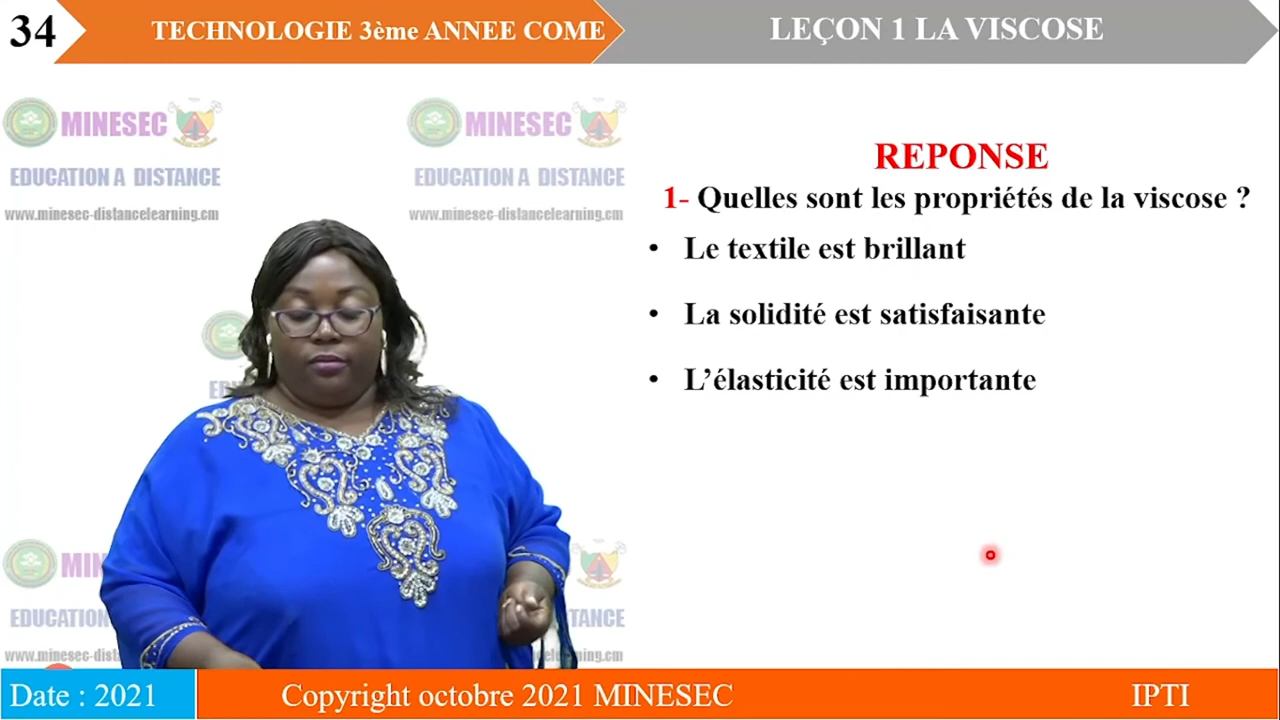 34
TECHNOLOGIE 3ème ANNEE COME
LEÇON 1 LA VISCOSE
MINESEC
EDUCATION A DISTANCE
www.minesec-distancelearning.cm
MINESEC
EDUCATION A DISTANCE
www.minesec-distancelearning.cm
REPONSE
1- Quelles sont les propriétés de la viscose ?
• Le textile est brillant
• La solidité est satisfaisante
• L’élasticité est importante
Date : 2021
Copyright octobre 2021 MINESEC
IPTI